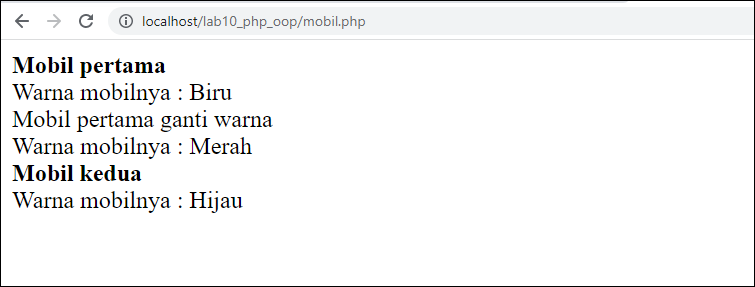 localhost/lab10_php_oop/mobil.php
Mobil pertama
Warna mobilnya : Biru
Mobil pertama ganti warna
Warna mobilnya : Merah
Mobil kedua
Warna mobilnya : Hijau